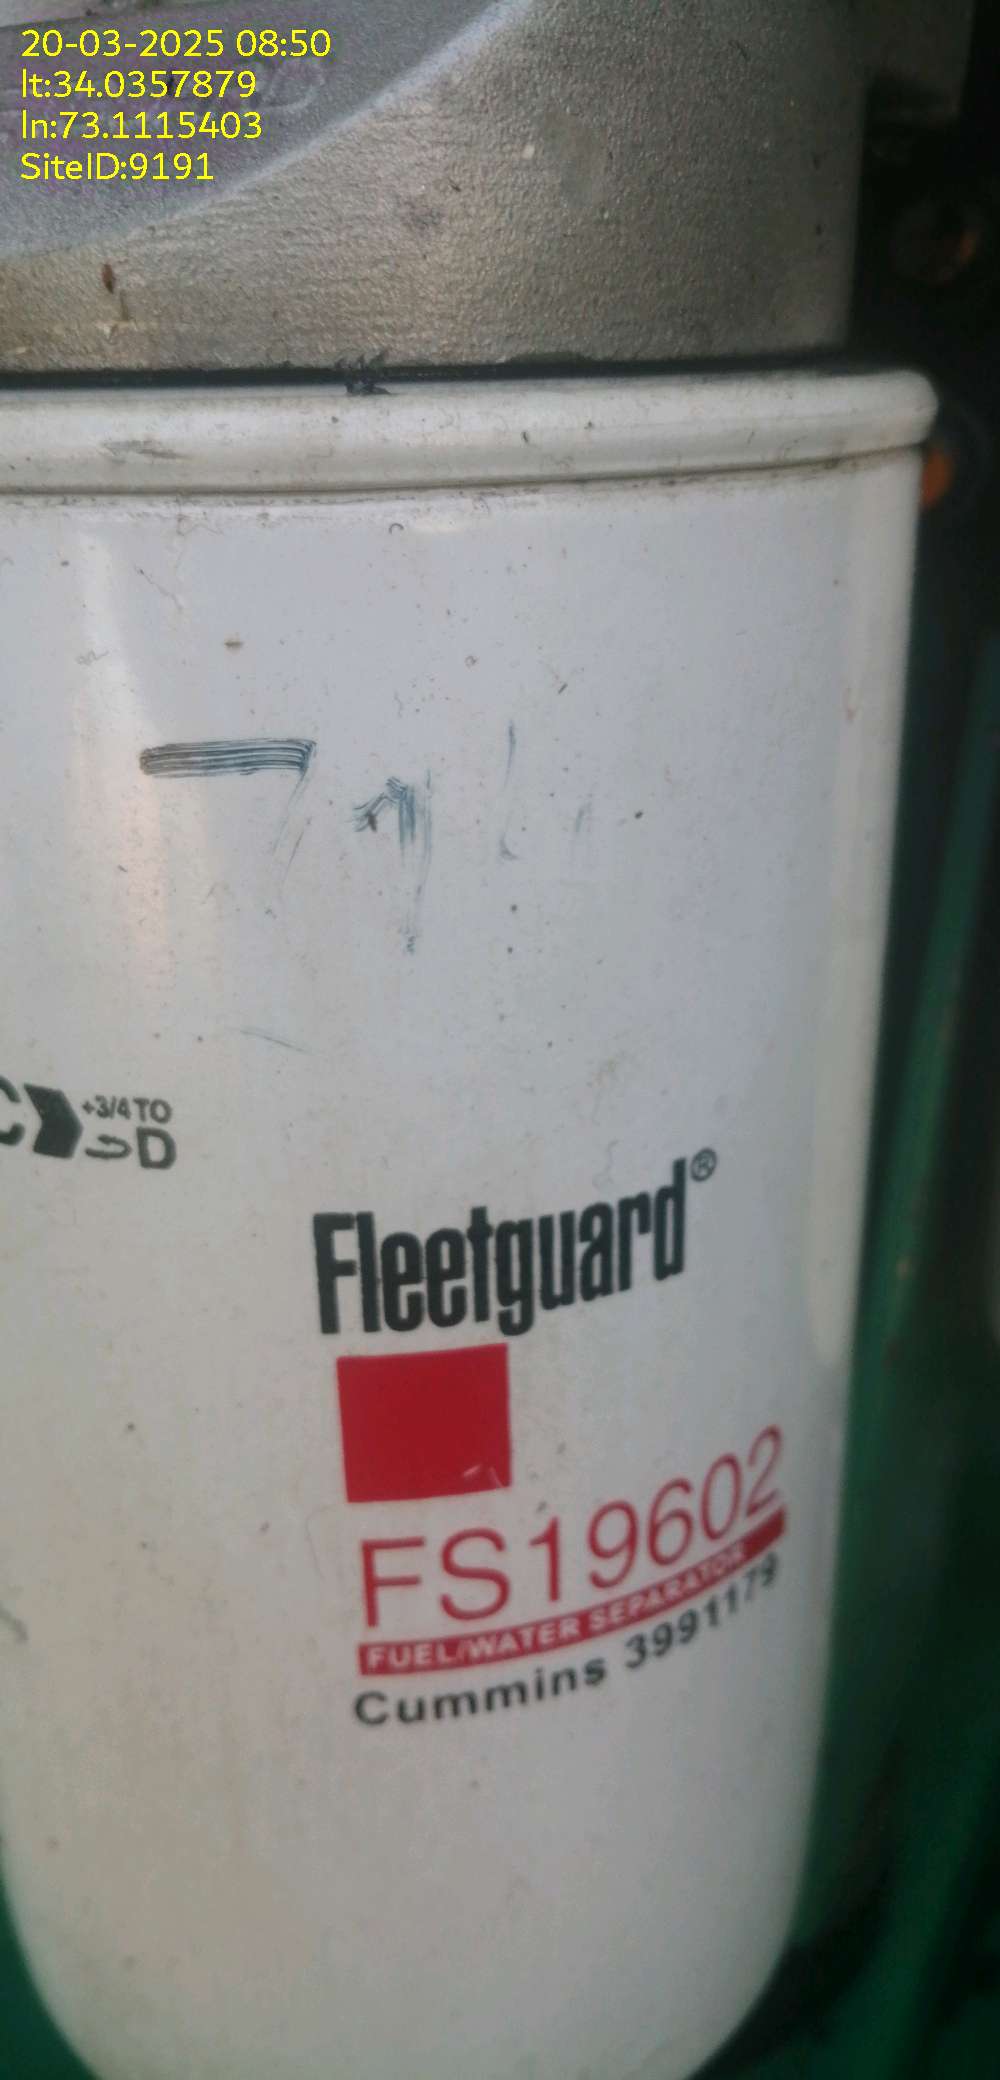 20-03-2025 08:50
lt:34.0357879
ln:73.1115403
SiteID:9191
+3/4 TO
D
Fleetguard®
FS19602
FUEL/WATER SEPARATOR
Cummins 3991179